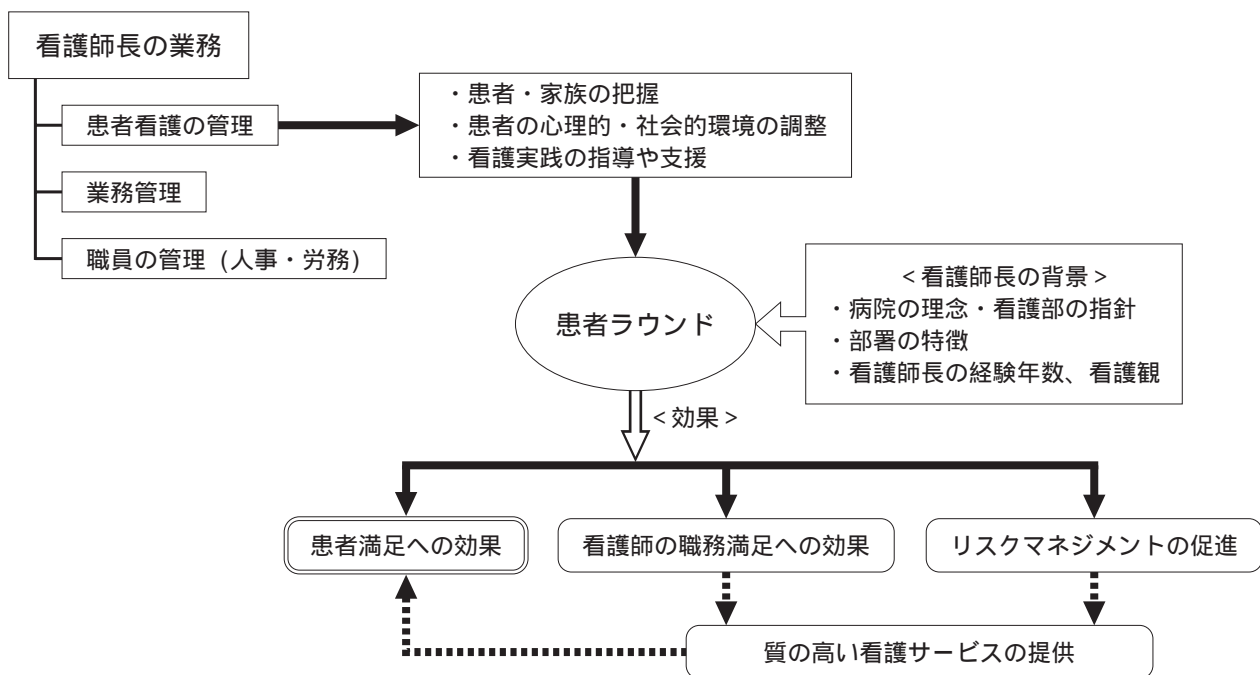 看護師長の業務
患者看護の管理
業務管理
職員の管理（人事・労務）
・患者・家族の把握
・患者の心理的・社会的環境の調整
・看護実践の指導や支援
患者ラウンド
＜看護師長の背景＞
・病院の理念・看護部の指針
・部署の特徴
・看護師長の経験年数、看護観
＜効果＞
患者満足への効果
看護師の職務満足への効果
リスクマネジメントの促進
質の高い看護サービスの提供